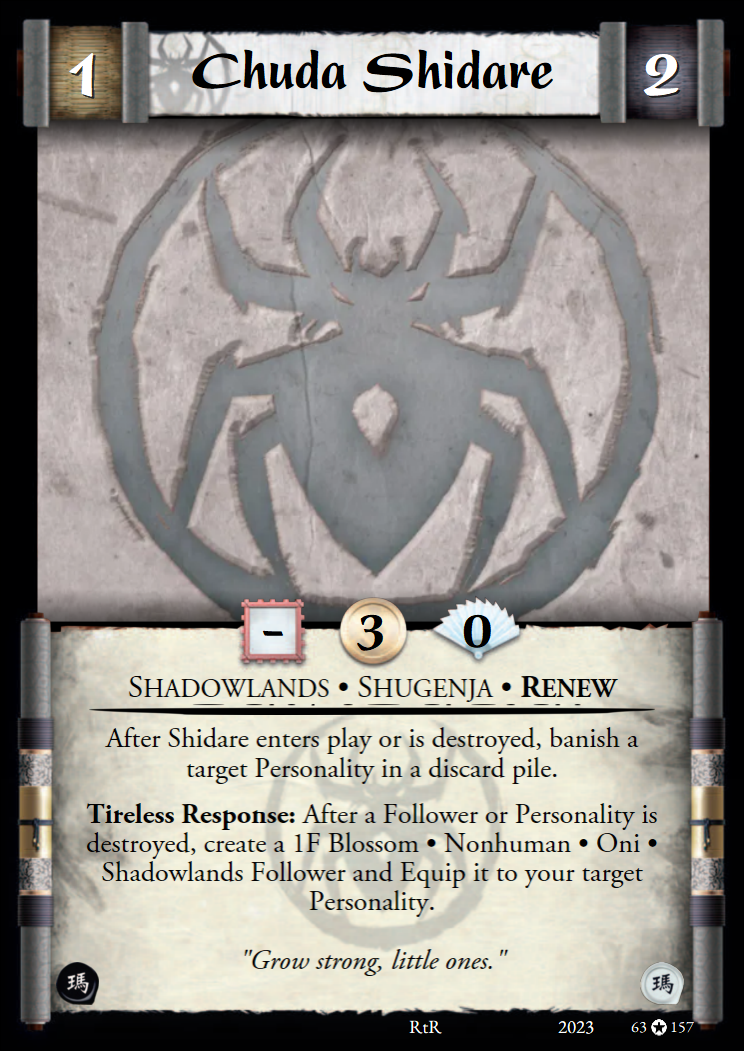 1 Chuda Shidare 2
- 3 0
SHADOWLANDS • SHUGENJA • RENEW
After Shidare enters play or is destroyed, banish a
target Personality in a discard pile.
Tireless Response: After a Follower or Personality is
destroyed, create a 1F Blossom • Nonhuman • Oni •
Shadowlands Follower and Equip it to your target
Personality.
"Grow strong, little ones."
瑪 瑪
RtR 2023 63 ✪ 157